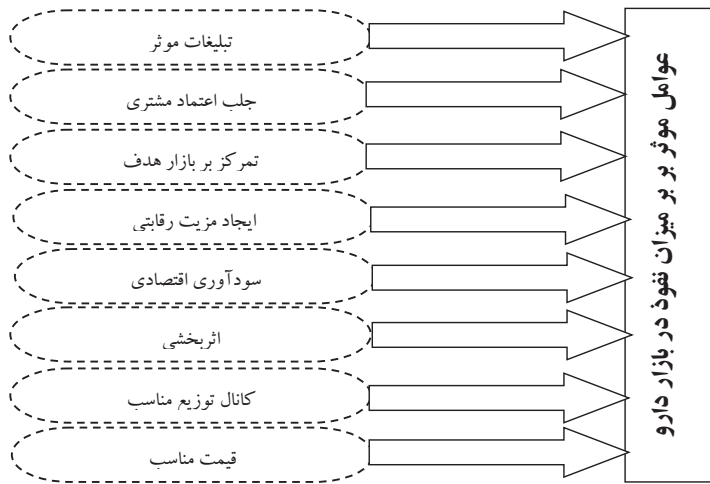 تبلیغات موثر
جلب اعتماد مشتری
تمرکز بر بازار هدف
ایجاد مزیت رقابتی
سودآوری اقتصادی
اثربخشی
کانال توزیع مناسب
قیمت مناسب
عوامل موثر بر بر میزان نفوذ در بازار دارو